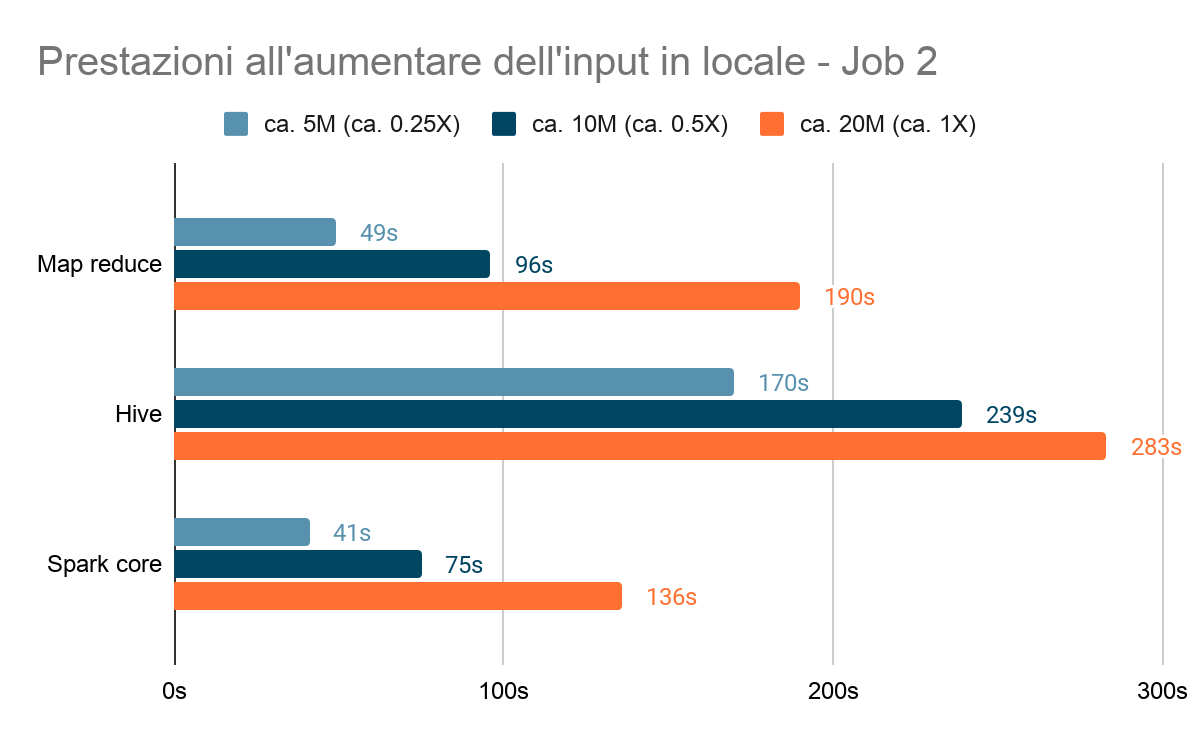 Prestazioni all'aumentare dell'input in locale - Job 2
ca. 5M (ca. 0.25X) ca. 10M (ca. 0.5X) ca. 20M (ca. 1X)
49s
Map reduce 96s
190s
170s
Hive 239s
283s
41s
Spark core 75s
136s
0s 100s 200s 300s